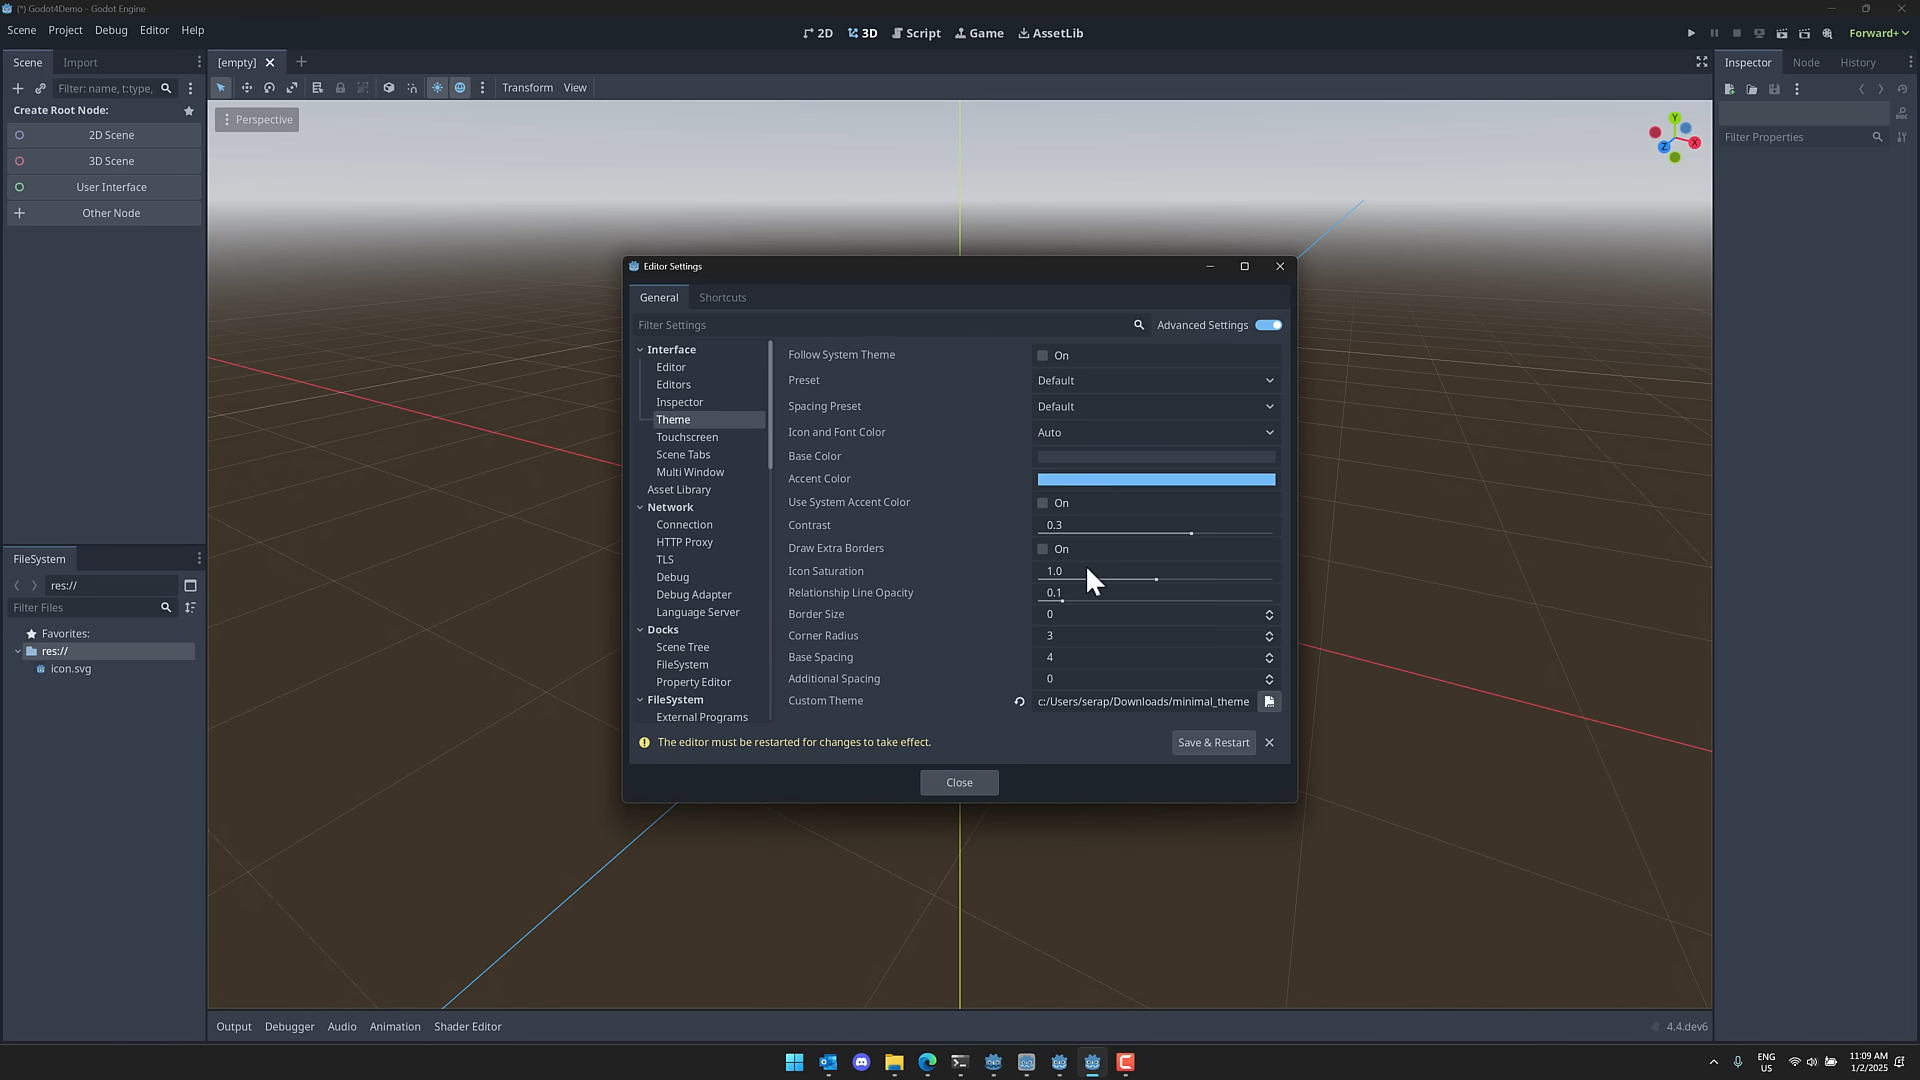 (*) Godot4Demo - Godot Engine
Scene Project Debug Editor Help
2D 3D Script Game AssetLib
Forward+
Scene Import
[empty]
Inspector Node History
Filter: name, t:type,
Transform View
Create Root Node:
2D Scene
3D Scene
User Interface
Other Node
Perspective
Y
X
Z
Filter Properties
DOC
Editor Settings
General Shortcuts
Filter Settings
Advanced Settings
Interface
Editor
Editors
Inspector
Theme
Touchscreen
Scene Tabs
Multi Window
Asset Library
Network
Connection
HTTP Proxy
TLS
Debug
Debug Adapter
Language Server
Docks
Scene Tree
FileSystem
Property Editor
FileSystem
External Programs
Follow System Theme On
Preset Default
Spacing Preset Default
Icon and Font Color Auto
Base Color
Accent Color
Use System Accent Color On
Contrast 0.3
Draw Extra Borders On
Icon Saturation 1.0
Relationship Line Opacity 0.1
Border Size 0
Corner Radius 3
Base Spacing 4
Additional Spacing 0
Custom Theme c:/Users/serap/Downloads/minimal_theme
The editor must be restarted for changes to take effect.
Save & Restart
Close
FileSystem
res://
Filter Files
Favorites:
res://
icon.svg
Output Debugger Audio Animation Shader Editor
4.4.dev6
ENG
US
11:09 AM
1/2/2025